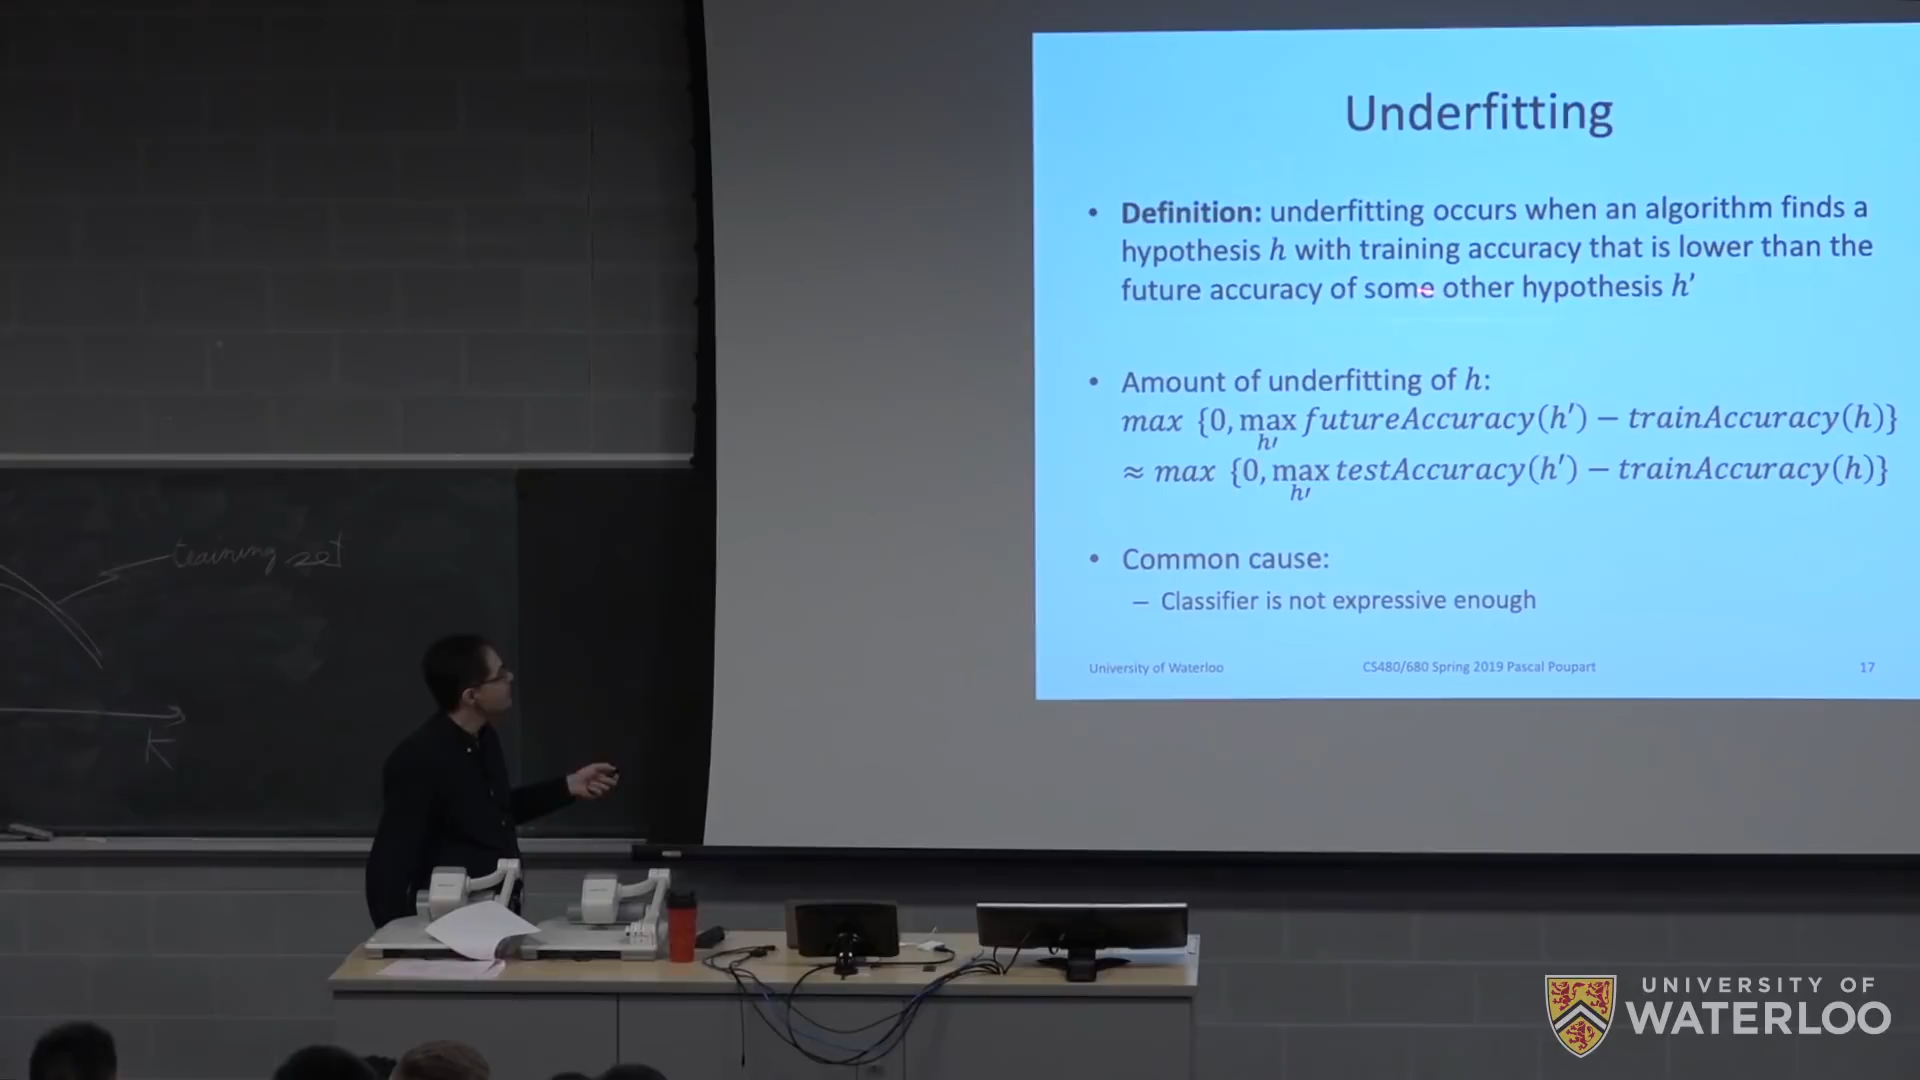 Underfitting
• Definition: underfitting occurs when an algorithm finds a
hypothesis h with training accuracy that is lower than the
future accuracy of some other hypothesis h'
• Amount of underfitting of h:
max {0, max futureAccuracy(h′) − trainAccuracy(h)}
h′
≈ max {0, max testAccuracy(h′) − trainAccuracy(h)}
h′
• Common cause:
– Classifier is not expressive enough
University of Waterloo CS480/680 Spring 2019 Pascal Poupart 17
training set
K
UNIVERSITY OF
WATERLOO